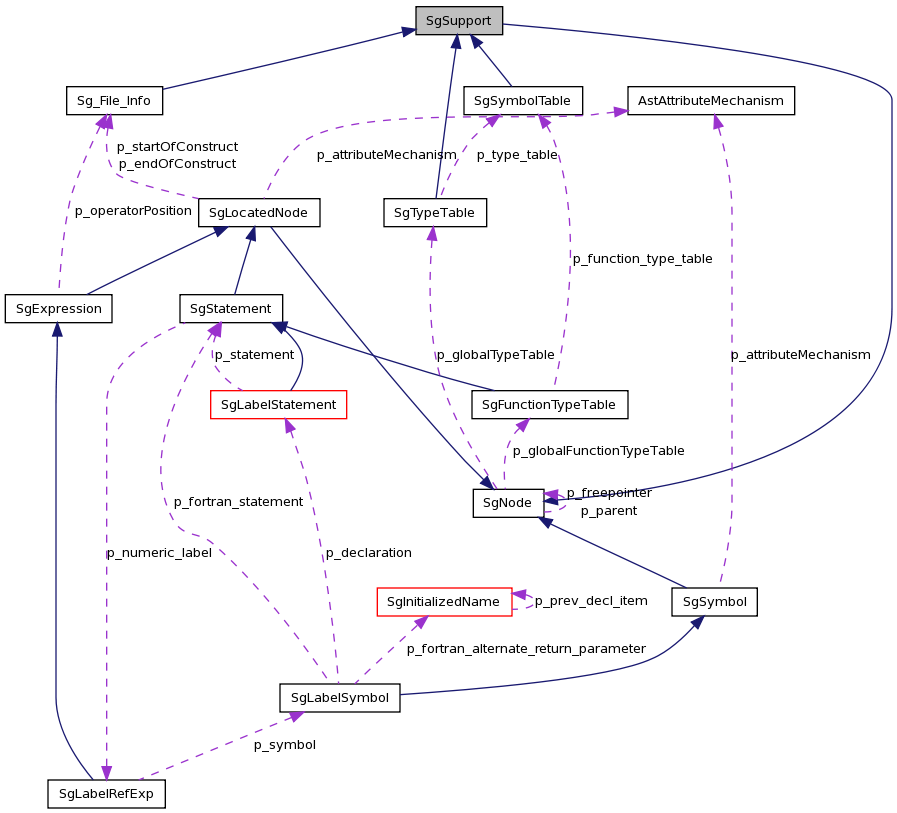 SgSupport
Sg_File_Info
SgSymbolTable
AstAttributeMechanism
p_startOfConstruct
p_endOfConstruct
p_attributeMechanism
p_type_table
p_operatorPosition
SgLocatedNode
SgTypeTable
p_function_type_table
SgExpression
SgStatement
p_statement
p_globalTypeTable
p_attributeMechanism
SgLabelStatement
SgFunctionTypeTable
p_globalFunctionTypeTable
p_fortran_statement
SgNode
p_freepointer
p_parent
p_numeric_label
p_declaration
SgInitializedName
p_prev_decl_item
SgSymbol
p_fortran_alternate_return_parameter
SgLabelSymbol
p_symbol
SgLabelRefExp